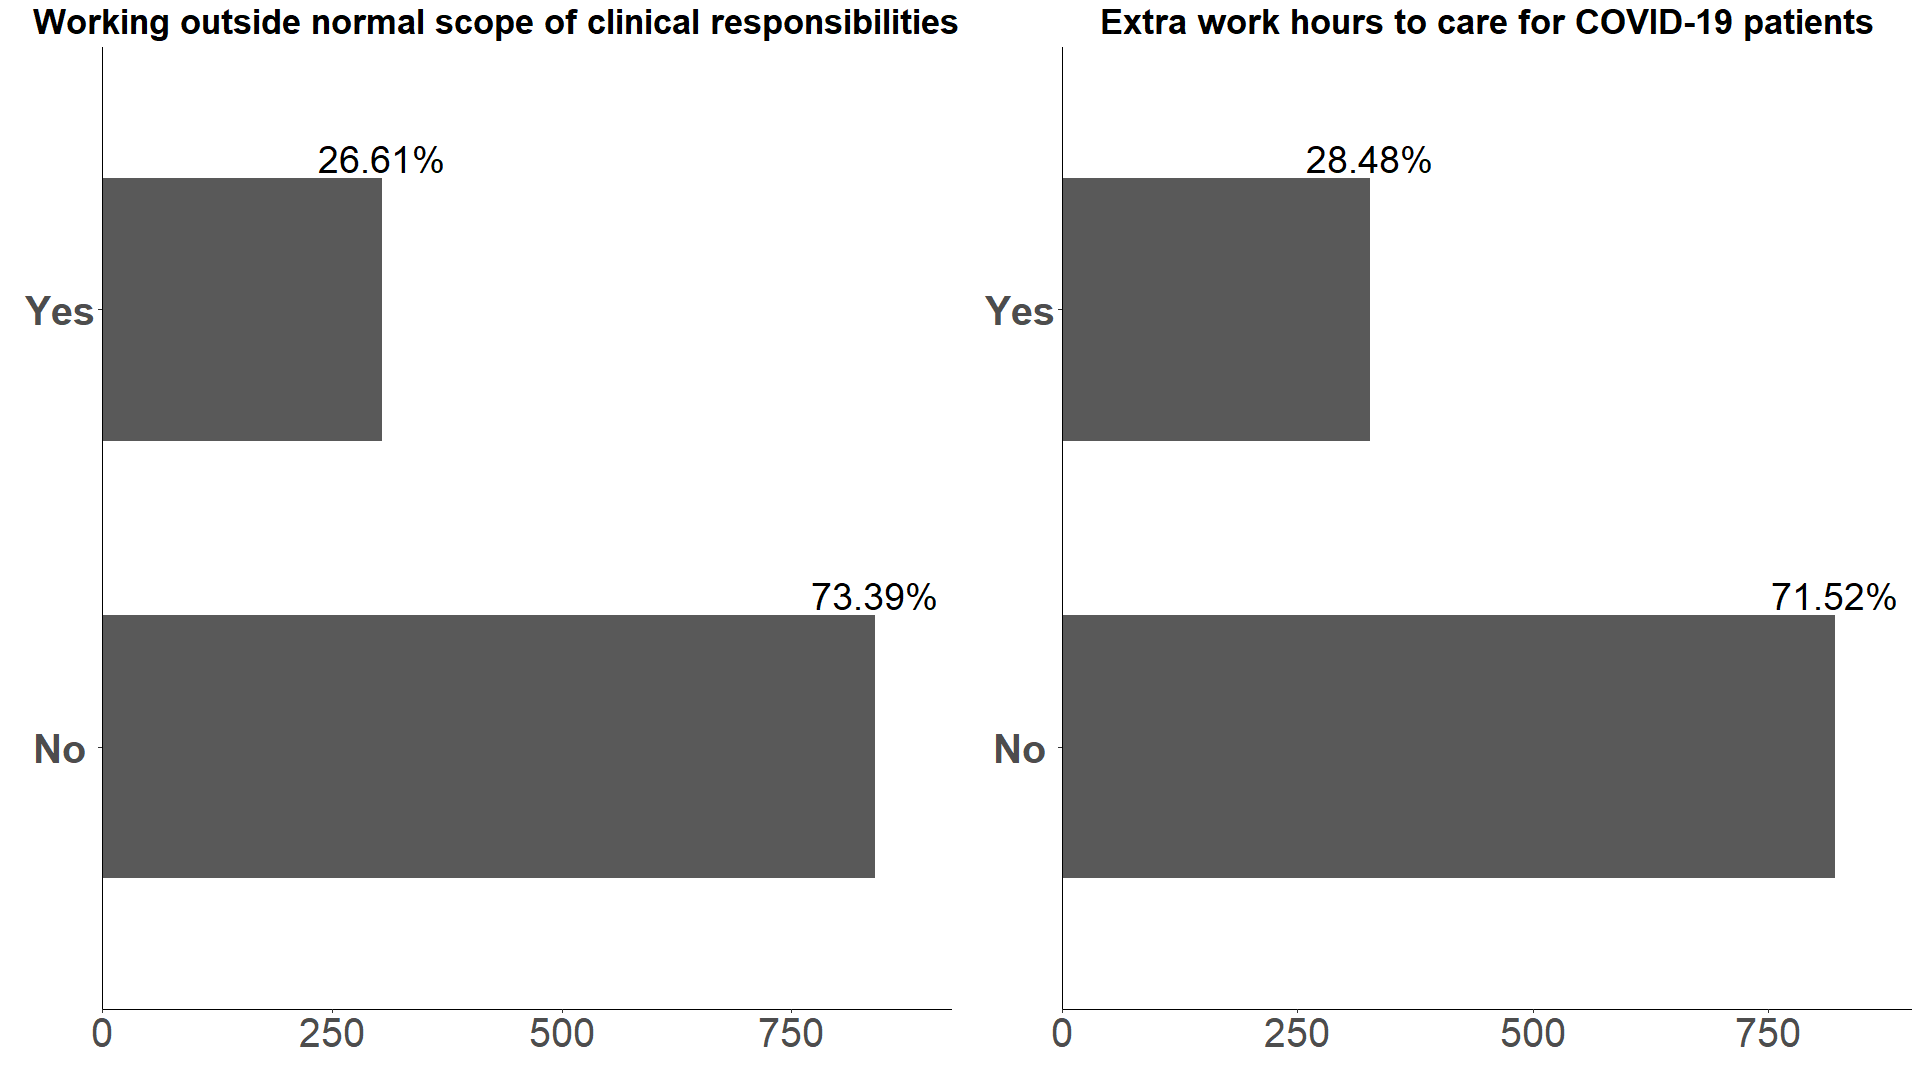 Working outside normal scope of clinical responsibilities
26.61%
Yes
73.39%
No
0 250 500 750
Extra work hours to care for COVID-19 patients
28.48%
Yes
71.52%
No
0 250 500 750